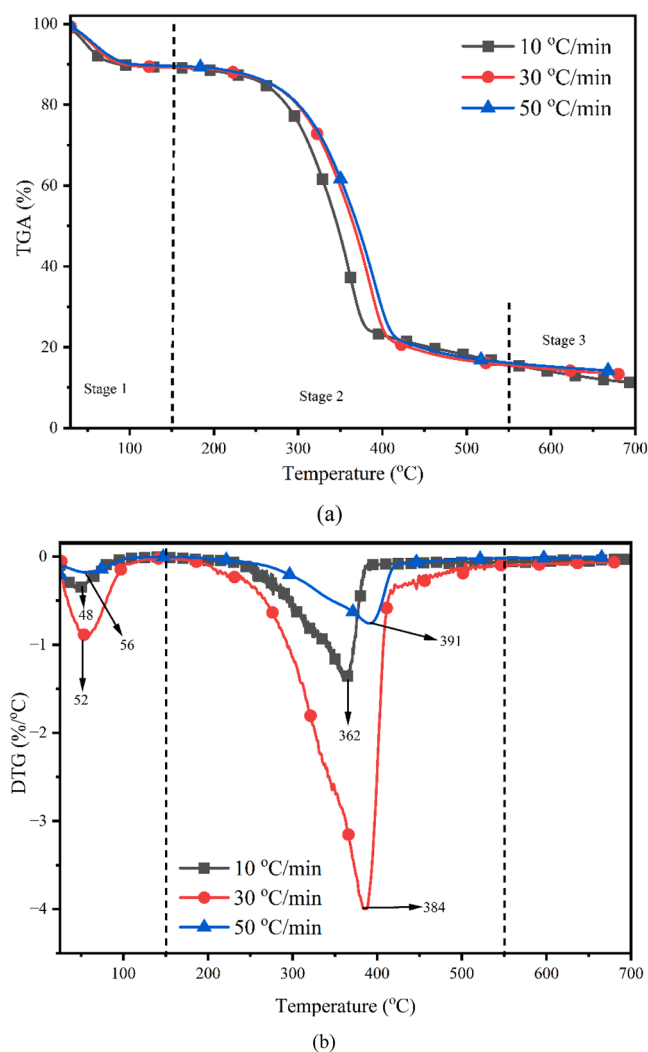 100
80
60
40
20
0
TGA (%)
10 °C/min
30 °C/min
50 °C/min
Stage 1
Stage 2
Stage 3
100 200 300 400 500 600 700
Temperature (°C)
(a)
0
−1
−2
−3
−4
DTG (%/°C)
48
56
52
391
362
384
10 °C/min
30 °C/min
50 °C/min
100 200 300 400 500 600 700
Temperature (°C)
(b)